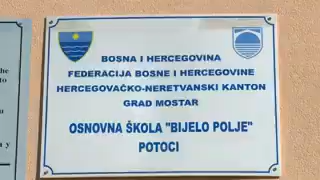 BOSNA I HERCEGOVINA
FEDERACIJA BOSNE I HERCEGOVINE
HERCEGOVAČKO-NERETVANSKI KANTON
GRAD MOSTAR
OSNOVNA ŠKOLA "BIJELO POLJE"
POTOCI